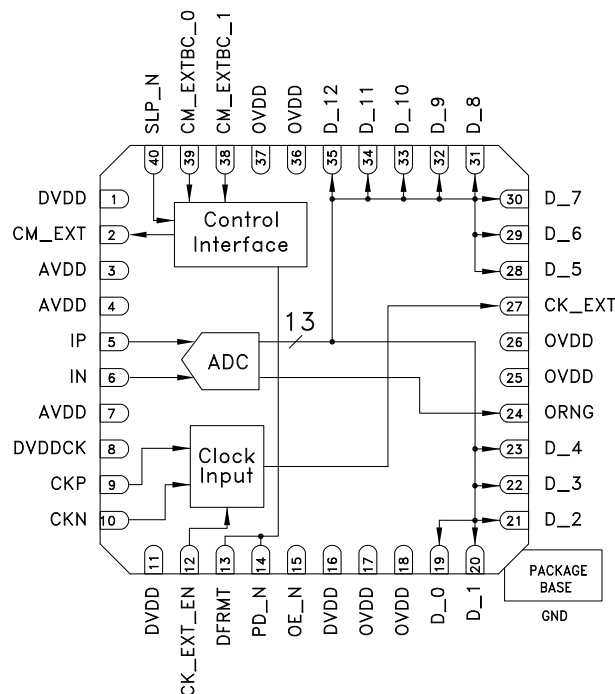 SLP_N
CM_EXTBC_0
CM_EXTBC_1
OVDD
OVDD
D_12
D_11
D_10
D_9
D_8
40
39
38
37
36
35
34
33
32
31
DVDD 1
CM_EXT 2
AVDD 3
AVDD 4
IP 5
IN 6
AVDD 7
DVDDCK 8
CKP 9
CKN 10
Control
Interface
13
ADC
Clock
Input
30 D_7
29 D_6
28 D_5
27 CK_EXT
26 OVDD
25 OVDD
24 ORNG
23 D_4
22 D_3
21 D_2
11
12
13
14
15
16
17
18
19
20
DVDD
CK_EXT_EN
DFRMT
PD_N
OE_N
DVDD
OVDD
OVDD
D_0
D_1
PACKAGE
BASE
GND